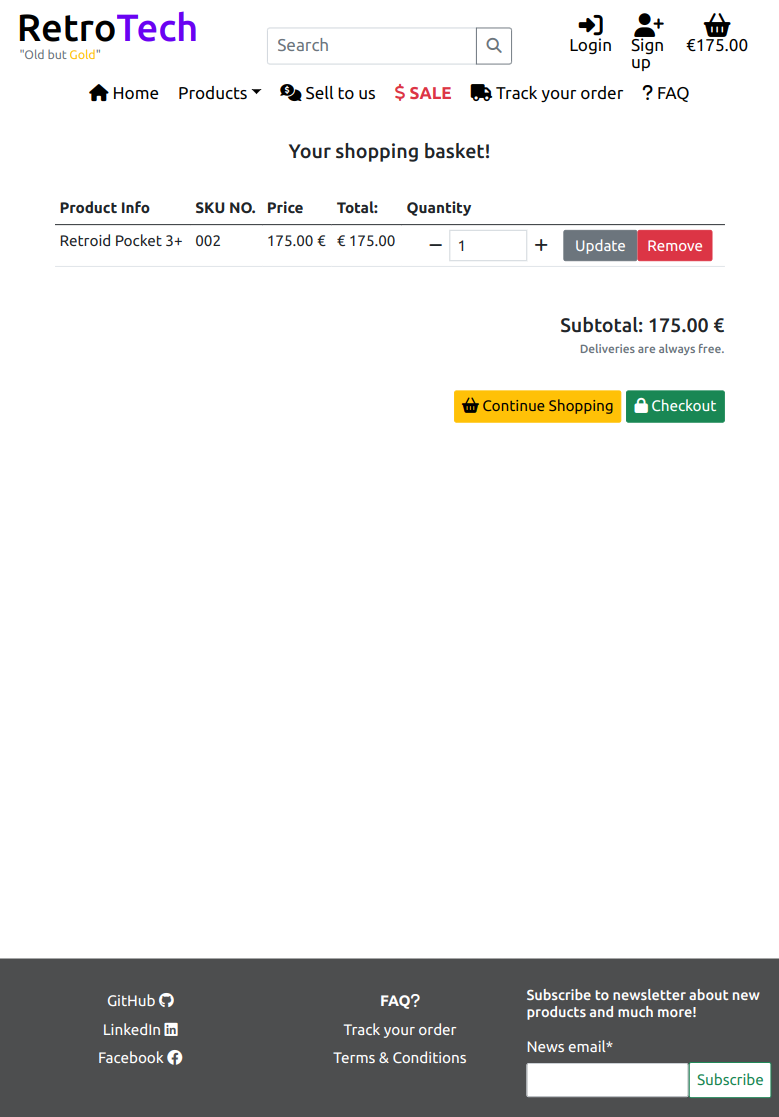 RetroTech
"Old but Gold"
Search
Login
Sign up
€175.00
Home Products Sell to us $ SALE Track your order ? FAQ
Your shopping basket!
Product Info SKU NO. Price Total: Quantity
Retroid Pocket 3+ 002 175.00 € € 175.00 − 1 + Update Remove
Subtotal: 175.00 €
Deliveries are always free.
Continue Shopping Checkout
GitHub
LinkedIn
Facebook
FAQ?
Track your order
Terms & Conditions
Subscribe to newsletter about new
products and much more!
News email*
Subscribe